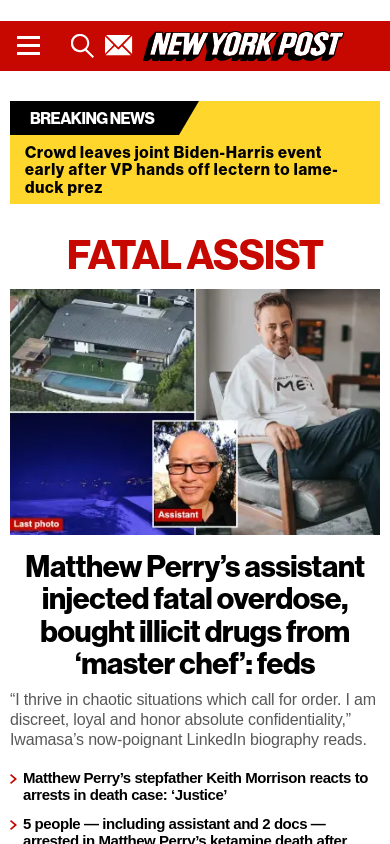 NEW YORK POST
BREAKING NEWS
Crowd leaves joint Biden-Harris event
early after VP hands off lectern to lame-
duck prez
FATAL ASSIST
ME!
Assistant
Last photo
Matthew Perry’s assistant
injected fatal overdose,
bought illicit drugs from
‘master chef’: feds
“I thrive in chaotic situations which call for order. I am
discreet, loyal and honor absolute confidentiality,”
Iwamasa’s now-poignant LinkedIn biography reads.
Matthew Perry’s stepfather Keith Morrison reacts to
arrests in death case: ‘Justice’
5 people — including assistant and 2 docs —
arrested in Matthew Perry’s ketamine death after